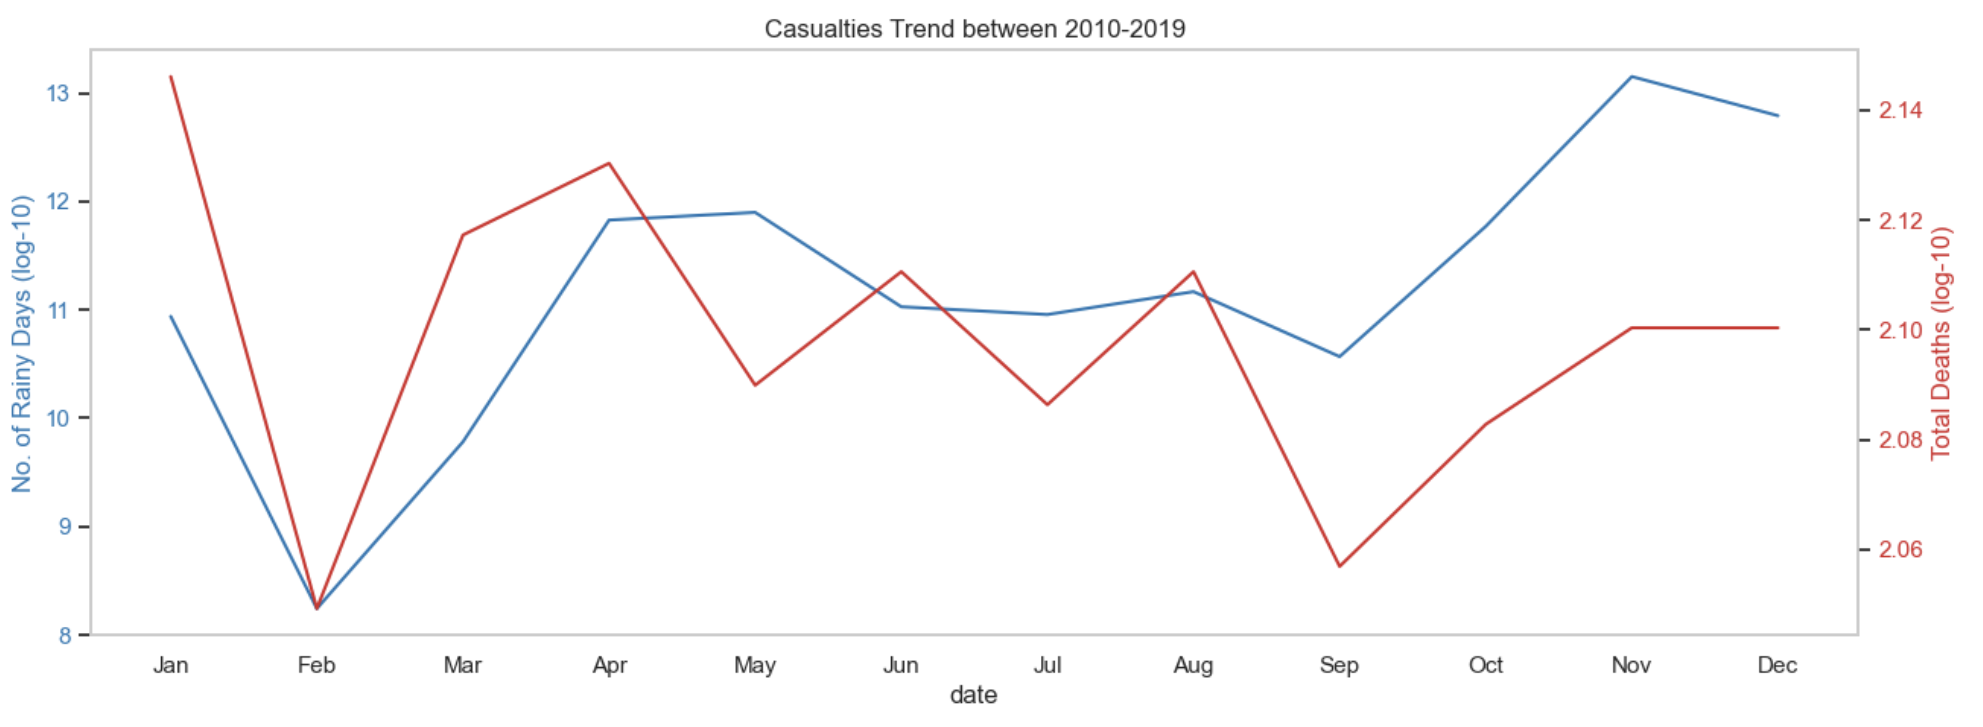 Casualties Trend between 2010-2019
No. of Rainy Days (log-10)
13
12
11
10
9
8
Jan Feb Mar Apr May Jun Jul Aug Sep Oct Nov Dec
date
2.14
2.12
2.10
2.08
2.06
Total Deaths (log-10)